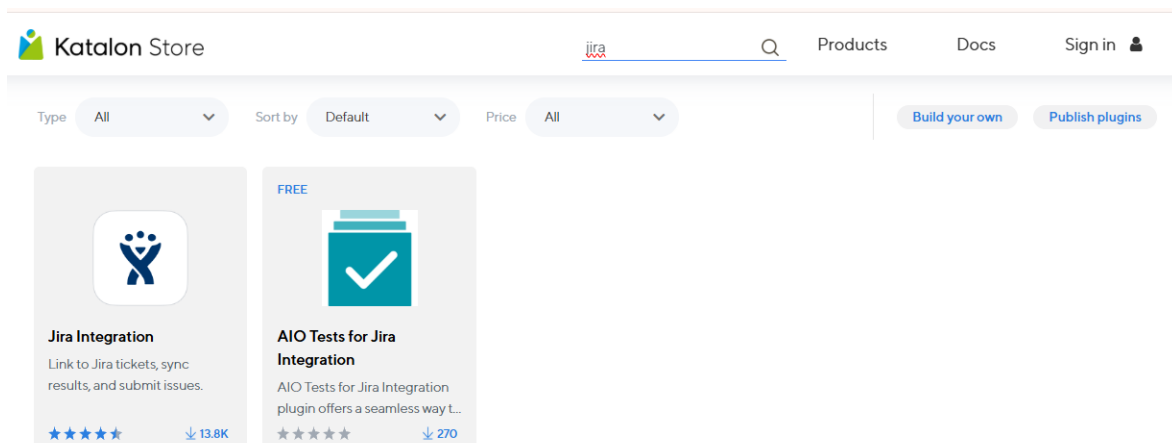 Katalon Store
jira
Products
Docs
Sign in
Type
All
Sort by
Default
Price
All
Build your own
Publish plugins
Jira Integration
Link to Jira tickets, sync
results, and submit issues.
13.8K
FREE
AIO Tests for Jira
Integration
AIO Tests for Jira Integration
plugin offers a seamless way t...
270